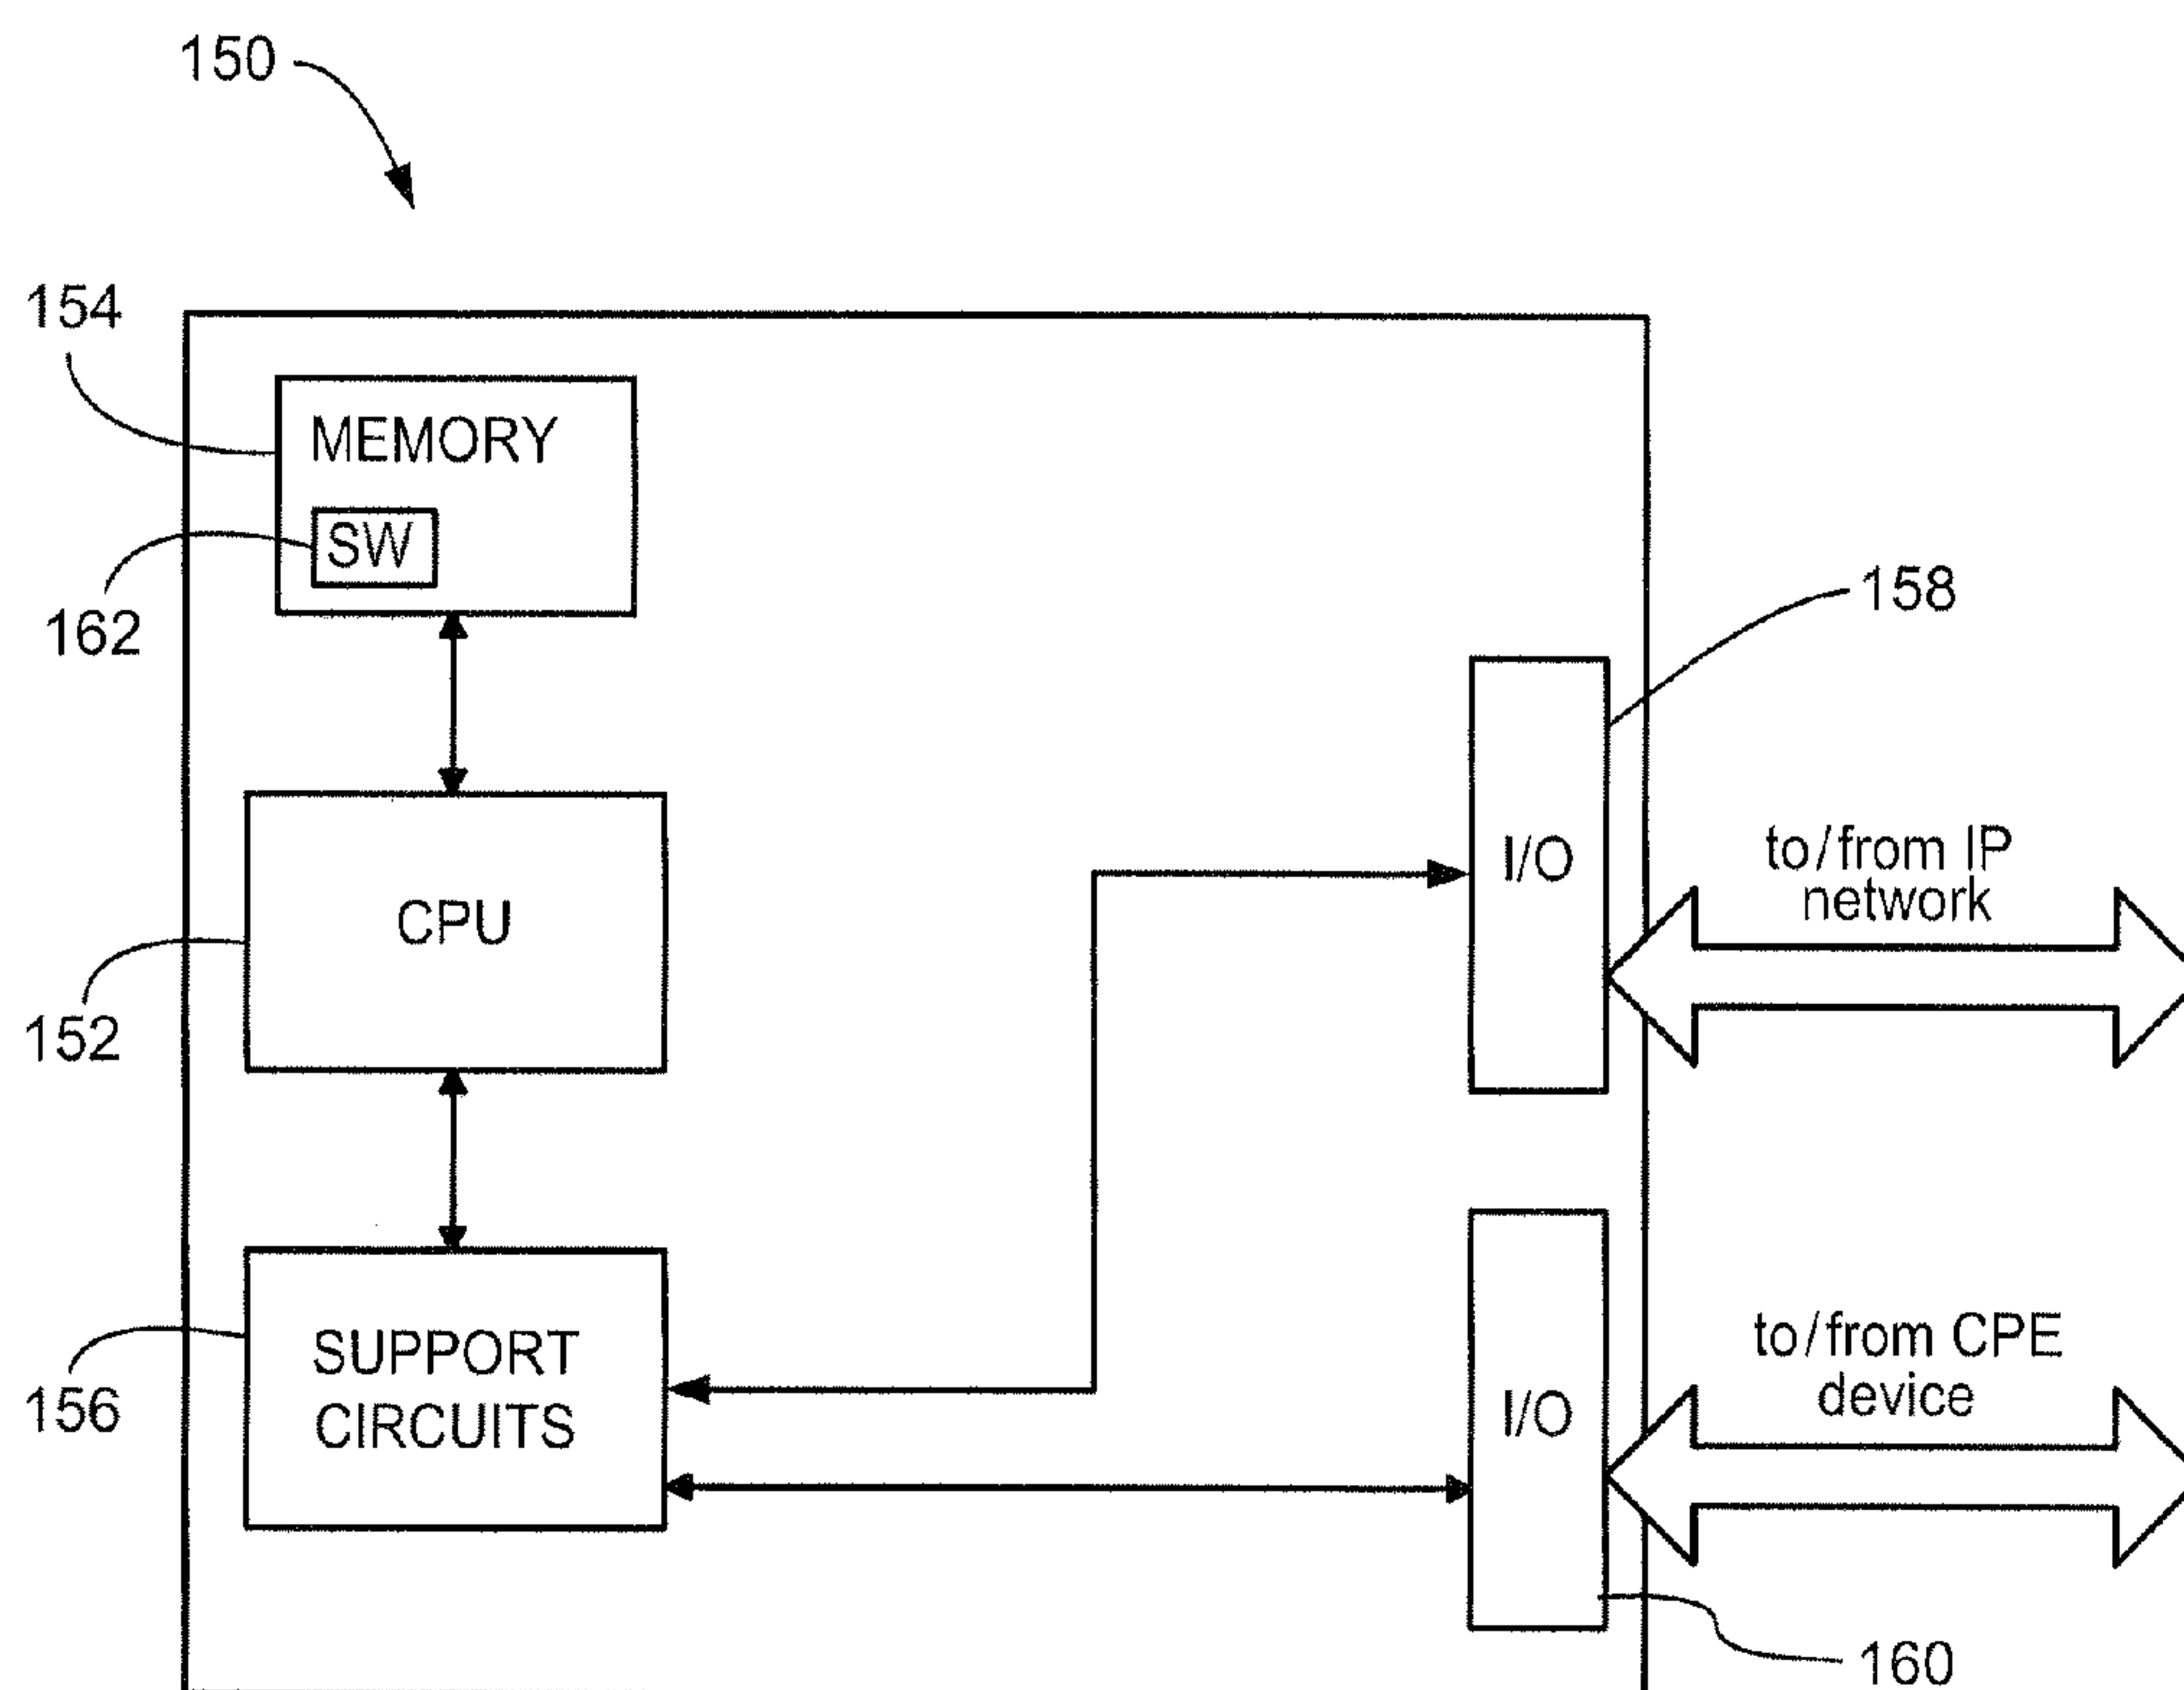 150
154
MEMORY
SW
162
158
I/O
to/from IP
network
CPU
152
to/from CPE
device
SUPPORT
CIRCUITS
I/O
156
160